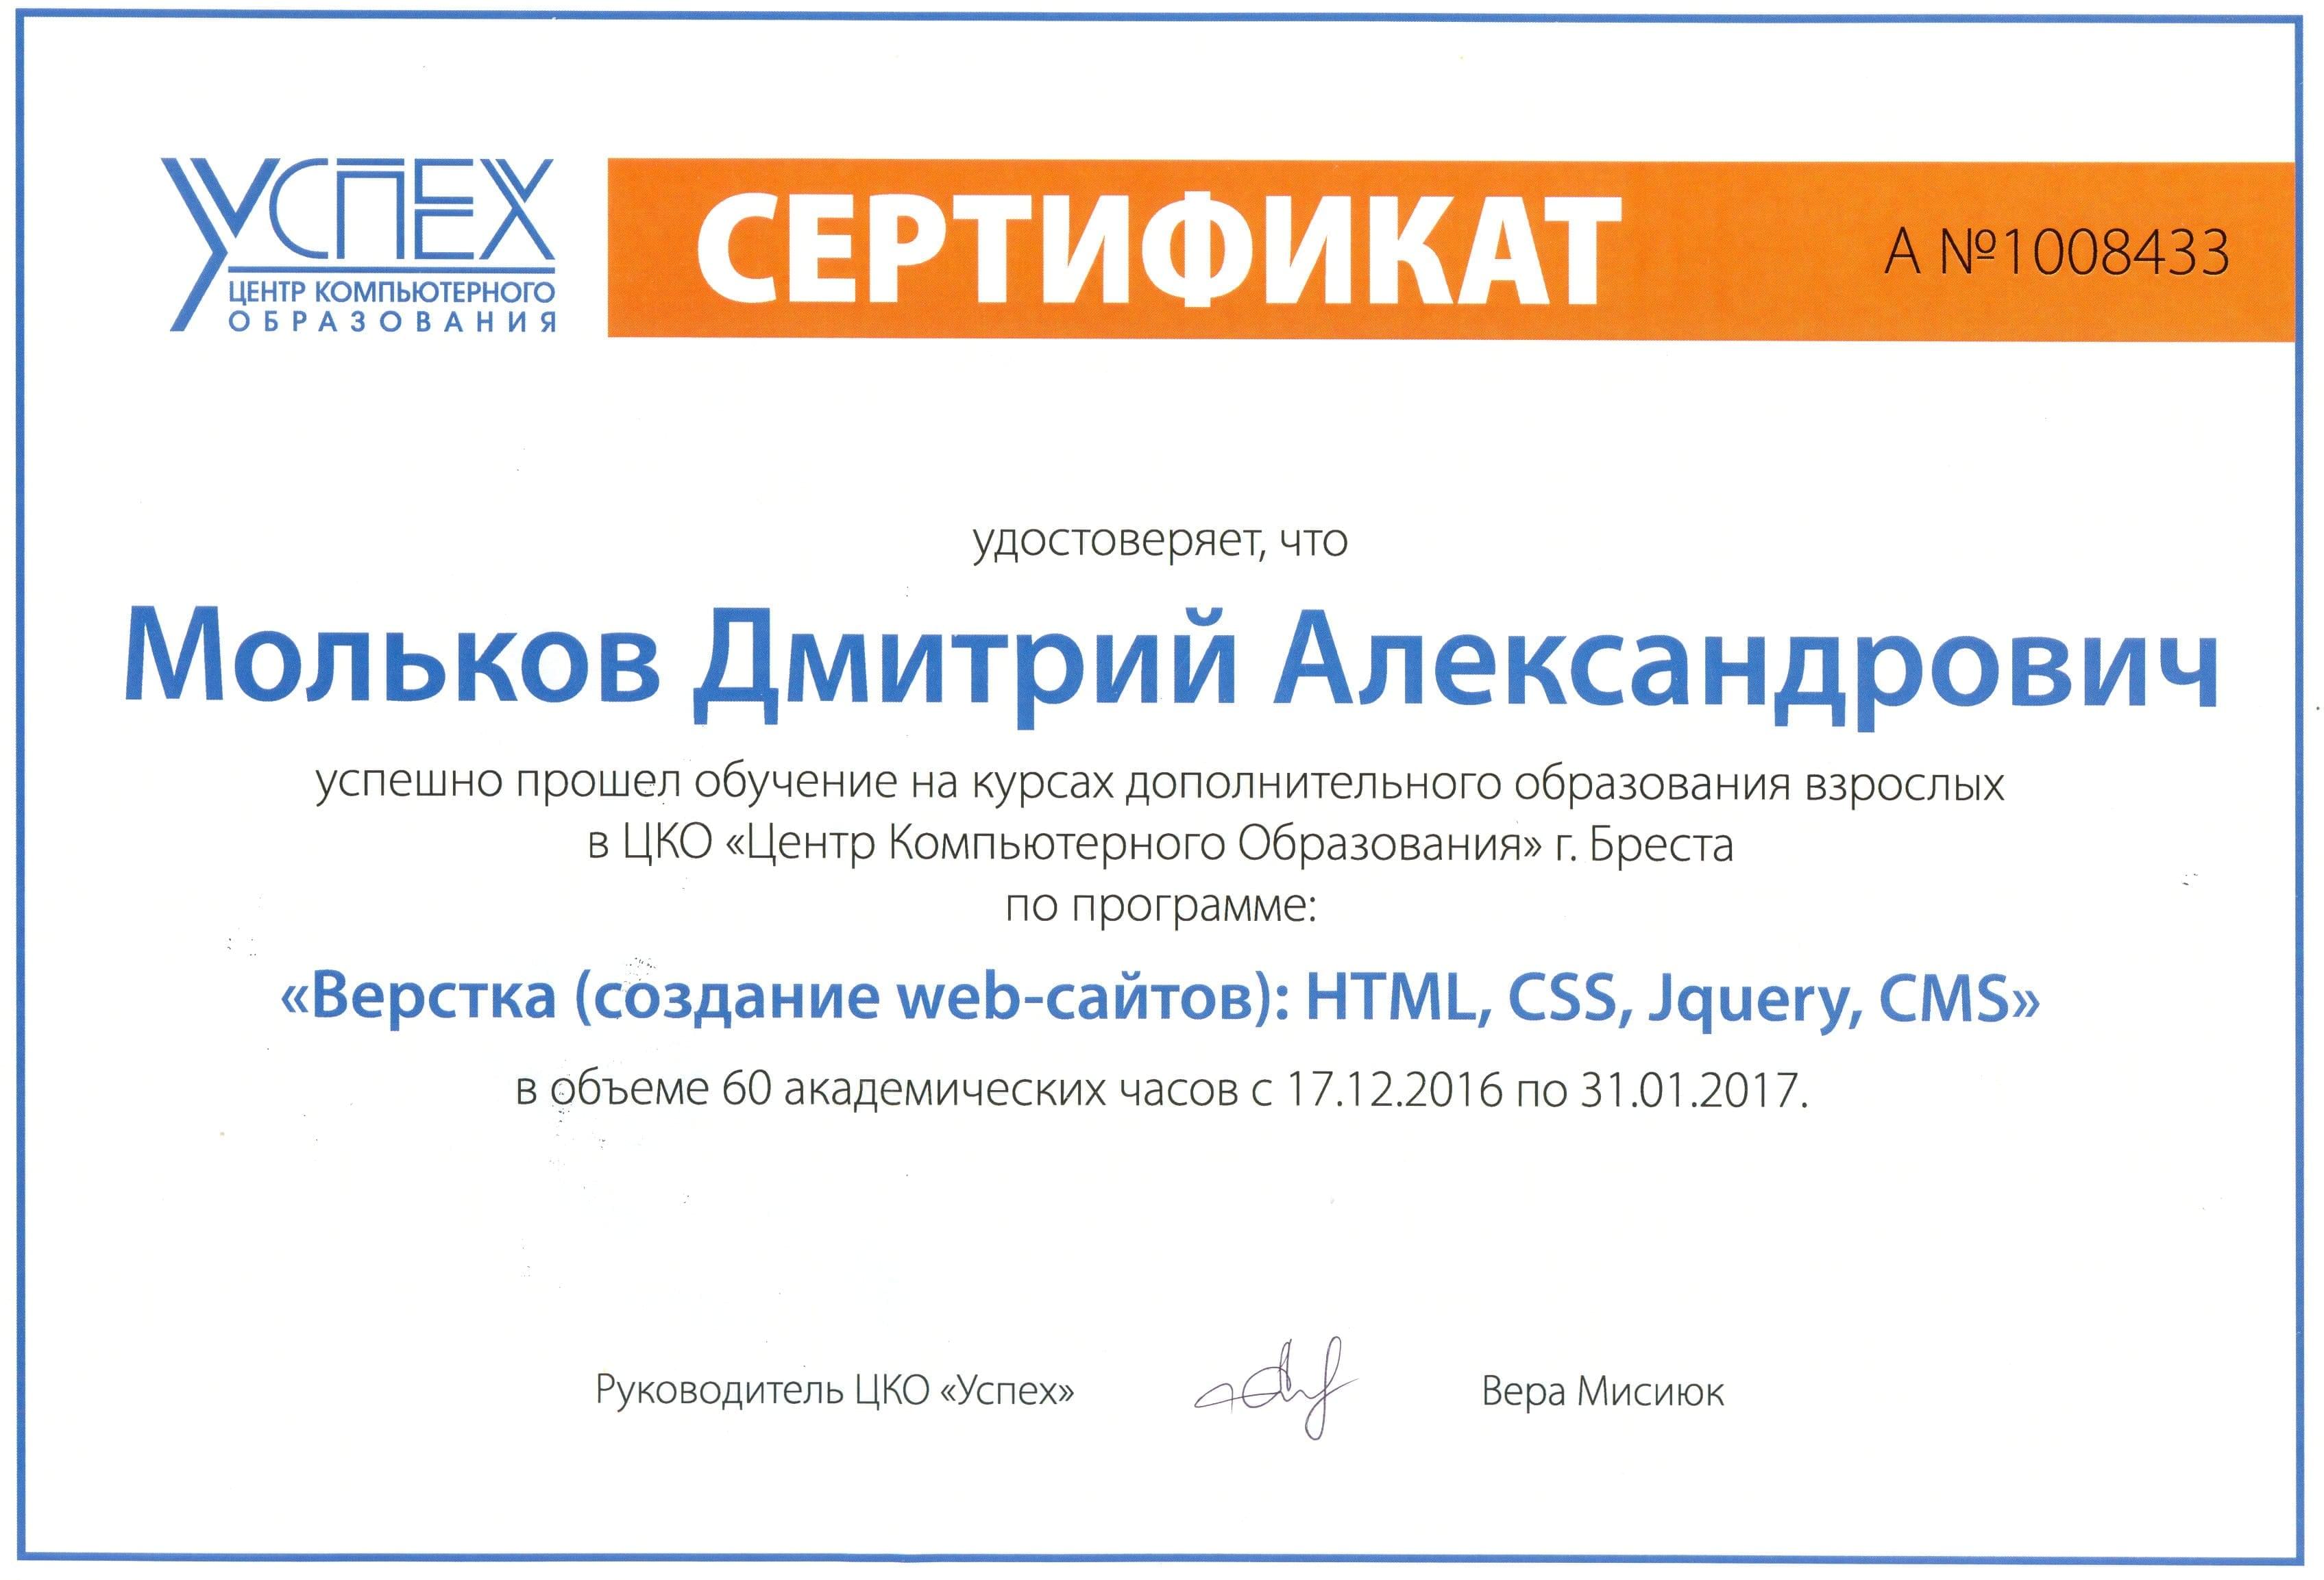 УСПЕХ
ЦЕНТР КОМПЬЮТЕРНОГО
ОБРАЗОВАНИЯ
СЕРТИФИКАТ
А №1008433
удостоверяет, что
Мольков Дмитрий Александрович
успешно прошел обучение на курсах дополнительного образования взрослых
в ЦКО «Центр Компьютерного Образования» г. Бреста
по программе:
«Верстка (создание web-сайтов): HTML, CSS, Jquery, CMS»
в объеме 60 академических часов с 17.12.2016 по 31.01.2017.
Руководитель ЦКО «Успех»
Вера Мисиюк